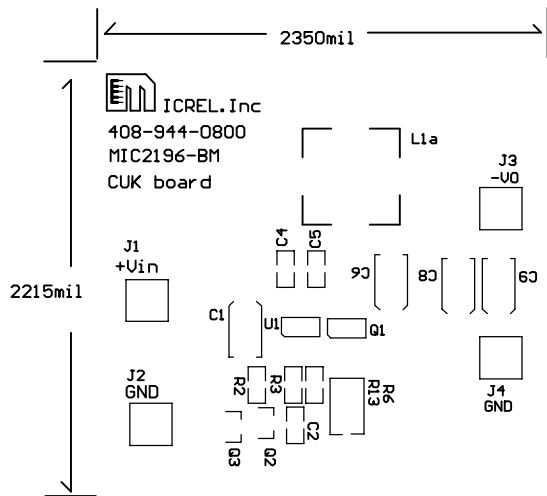 2350mil
ICREL.Inc
408-944-0800
MIC2196-BM
CUK board
L1a
J3
-VO
C4
C5
J1
+Vin
C6
C8
C9
2215mil
C1
U1
Q1
J2
GND
R2
R3
R13
R6
J4
GND
Q3
Q2
C2